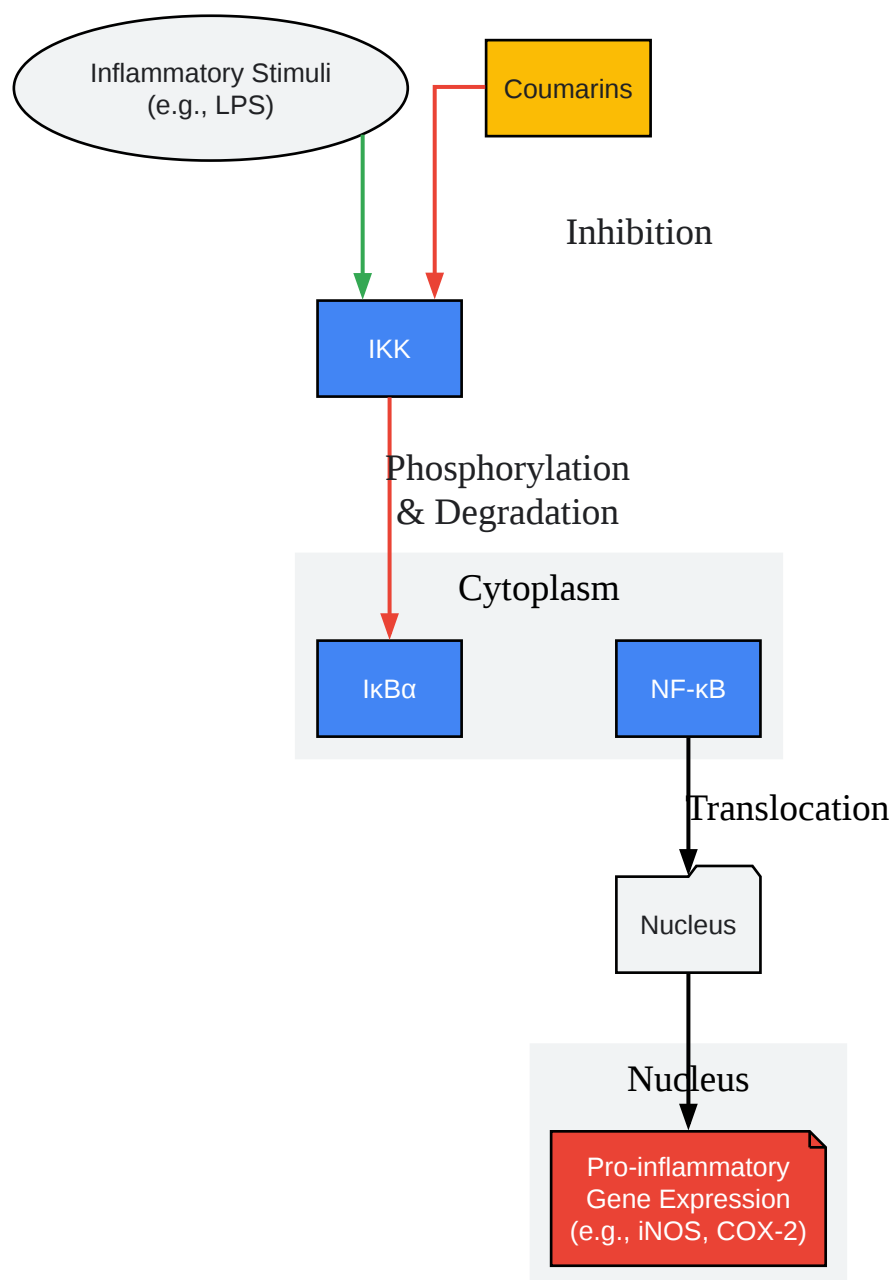 Inflammatory Stimuli
(e.g., LPS)
Coumarins
Inhibition
IKK
Phosphorylation
& Degradation
Cytoplasm
IκBα
NF-κB
Translocation
Nucleus
Nucleus
Pro-inflammatory
Gene Expression
(e.g., iNOS, COX-2)